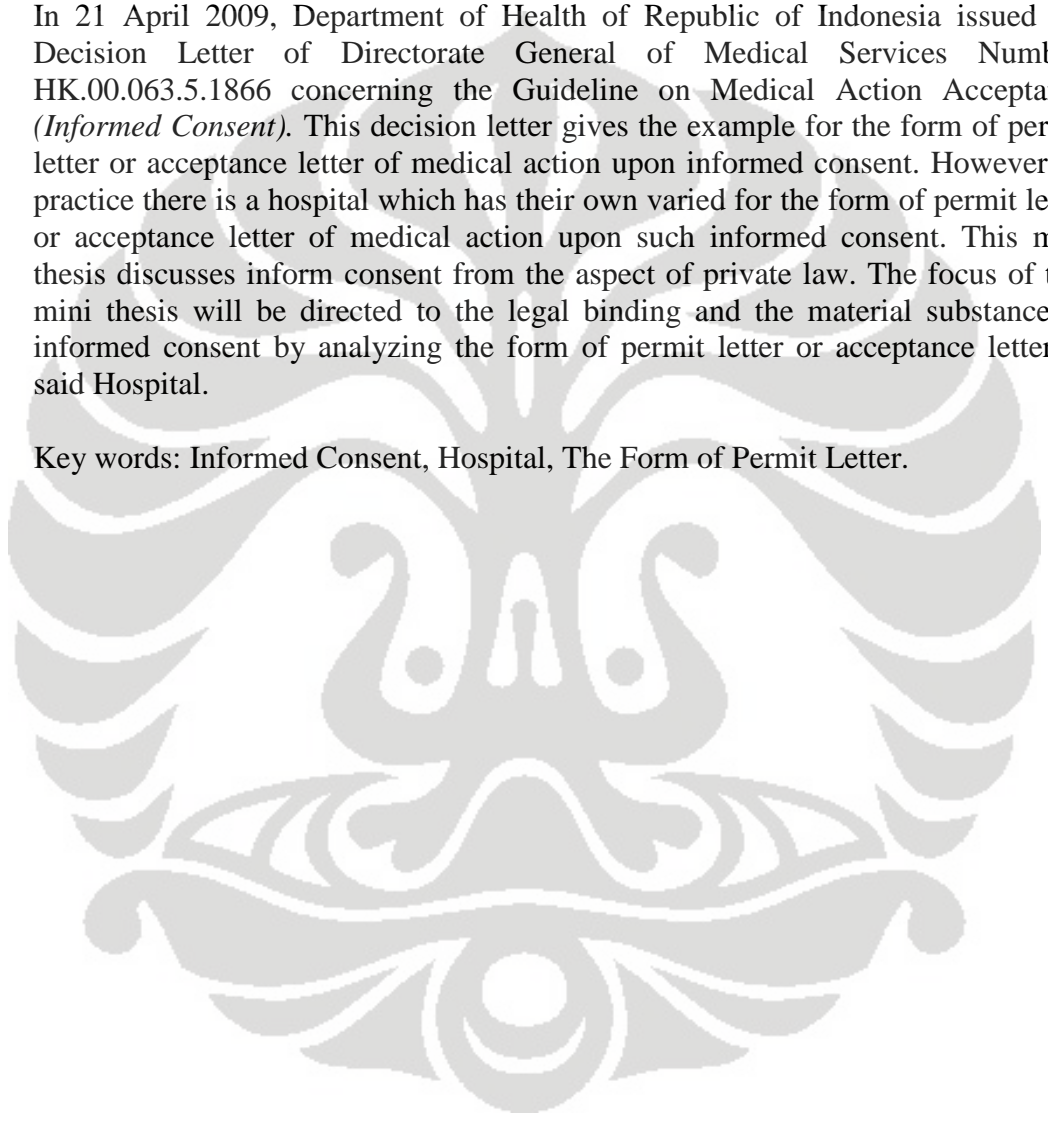 In 21 April 2009, Department of Health of Republic of Indonesia issued
Decision Letter of Directorate General of Medical Services Numb
HK.00.063.5.1866 concerning the Guideline on Medical Action Accepta
(Informed Consent). This decision letter gives the example for the form of per
letter or acceptance letter of medical action upon informed consent. However
practice there is a hospital which has their own varied for the form of permit le
or acceptance letter of medical action upon such informed consent. This m
thesis discusses inform consent from the aspect of private law. The focus of t
mini thesis will be directed to the legal binding and the material substance
informed consent by analyzing the form of permit letter or acceptance letter
said Hospital.
Key words: Informed Consent, Hospital, The Form of Permit Letter.